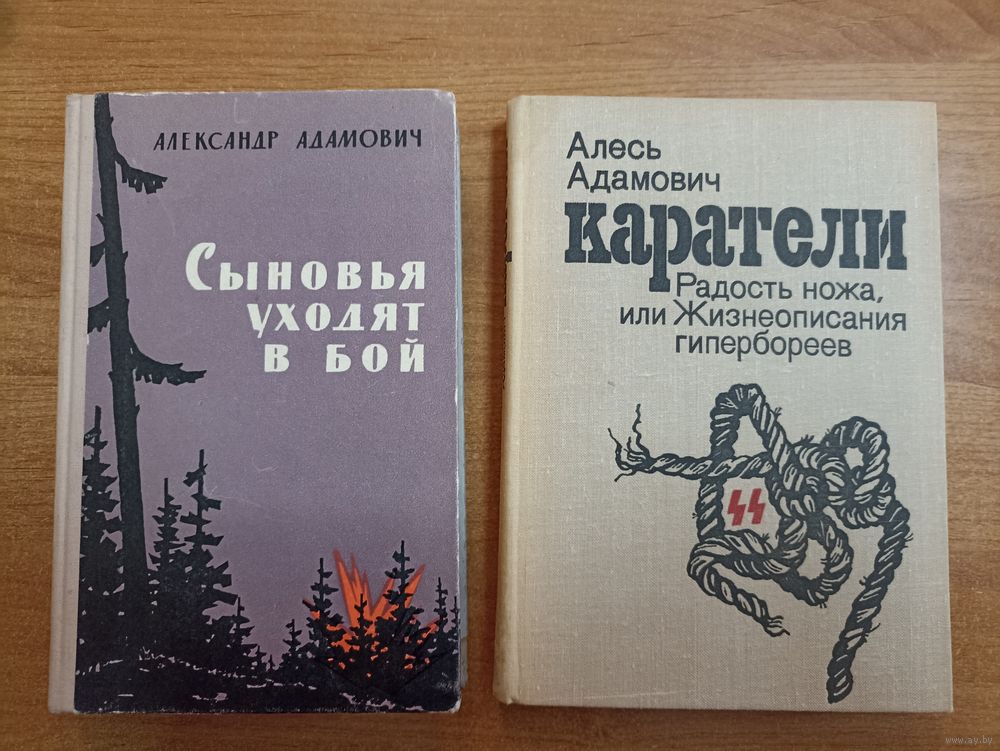 АЛЕКСАНДР АДАМОВИЧ
СЫНОВЬЯ
УХОДЯТ
В БОЙ
Алесь
Адамович
Каратели
Радость ножа,
или Жизнеописания
гипербореев
www.ay.by